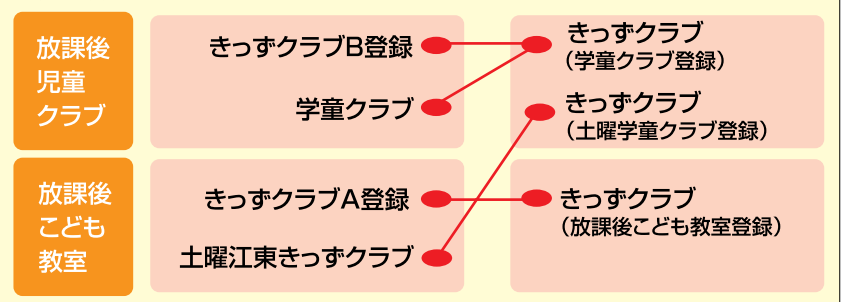 放課後
児童
クラブ
きっずクラブB登録
学童クラブ
きっずクラブ
（学童クラブ登録）
きっずクラブ
（土曜学童クラブ登録）
放課後
こども
教室
きっずクラブA登録
土曜江東きっずクラブ
きっずクラブ
（放課後こども教室登録）